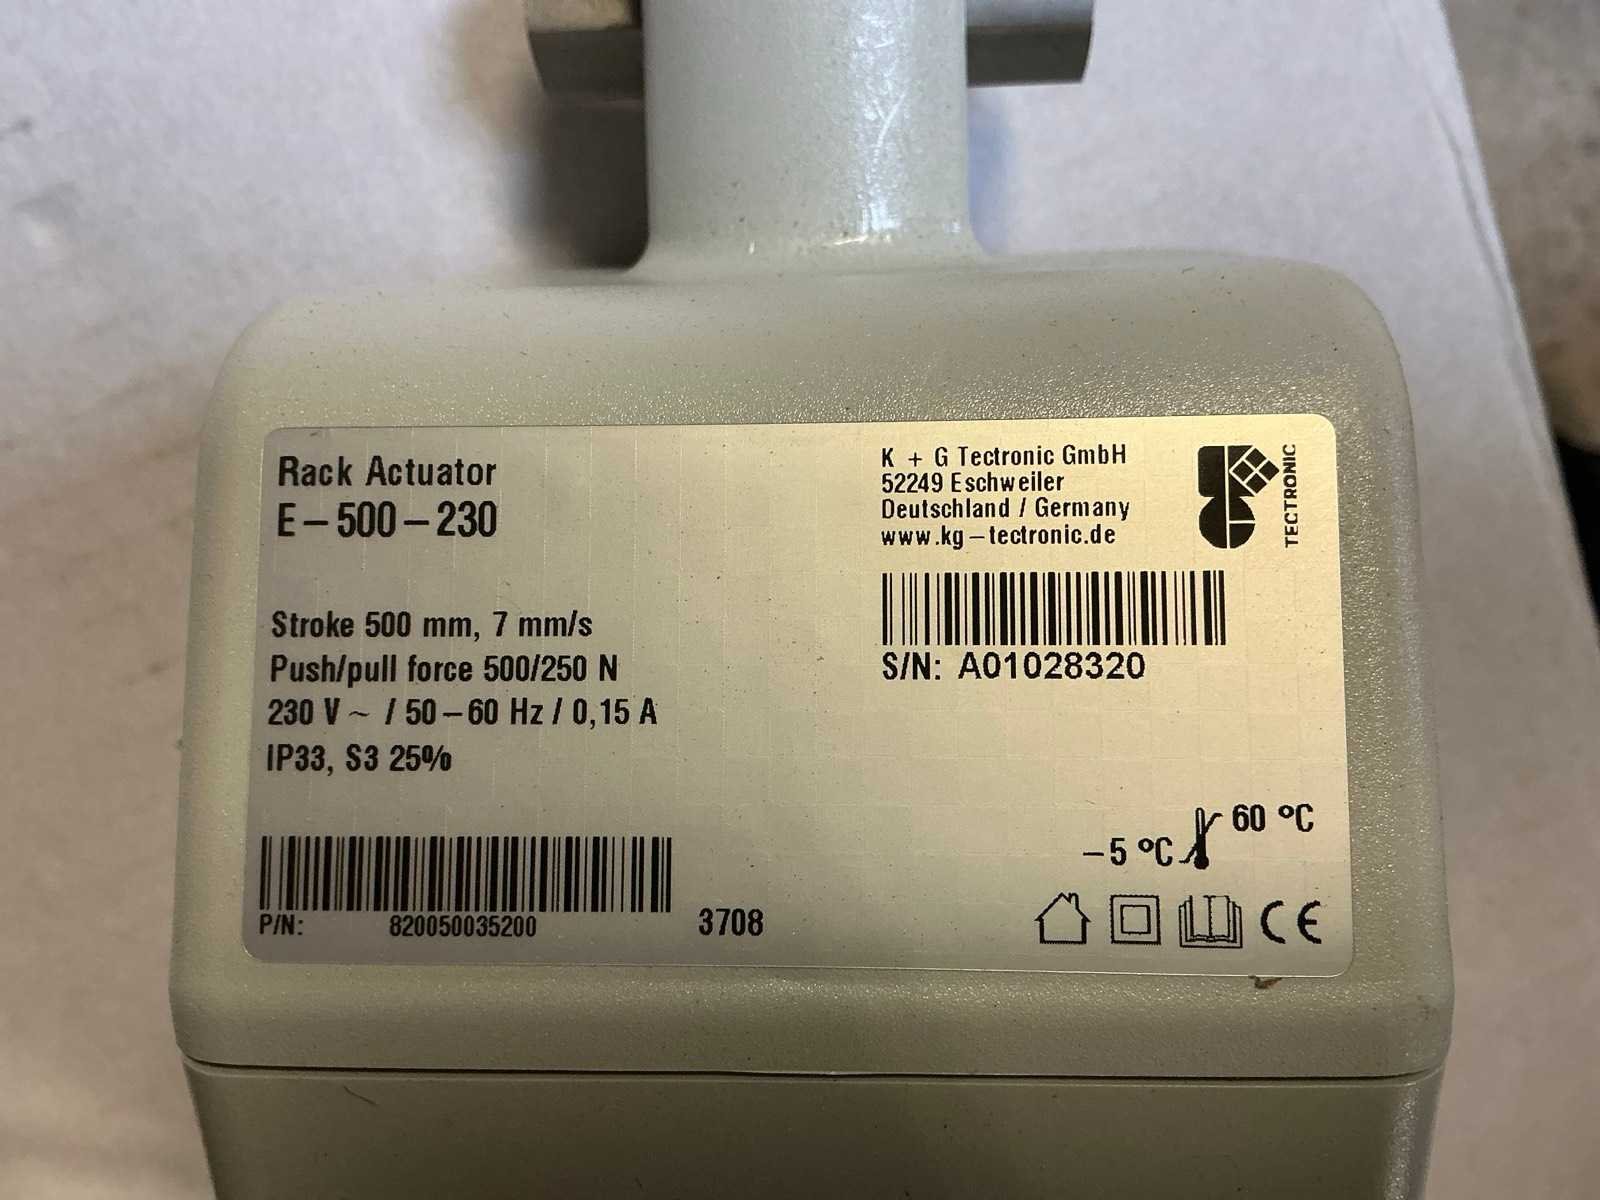 Rack Actuator
E-500-230
Stroke 500 mm, 7 mm/s
Push/pull force 500/250 N
230 V ~ / 50-60 Hz / 0,15 A
IP33, S3 25%
P/N: 820050035200
3708
K + G Tectronic GmbH
52249 Eschweiler
Deutschland / Germany
www.kg-tectronic.de
TECTRONIC
S/N: A01028320
-5 °C 60 °C
CE